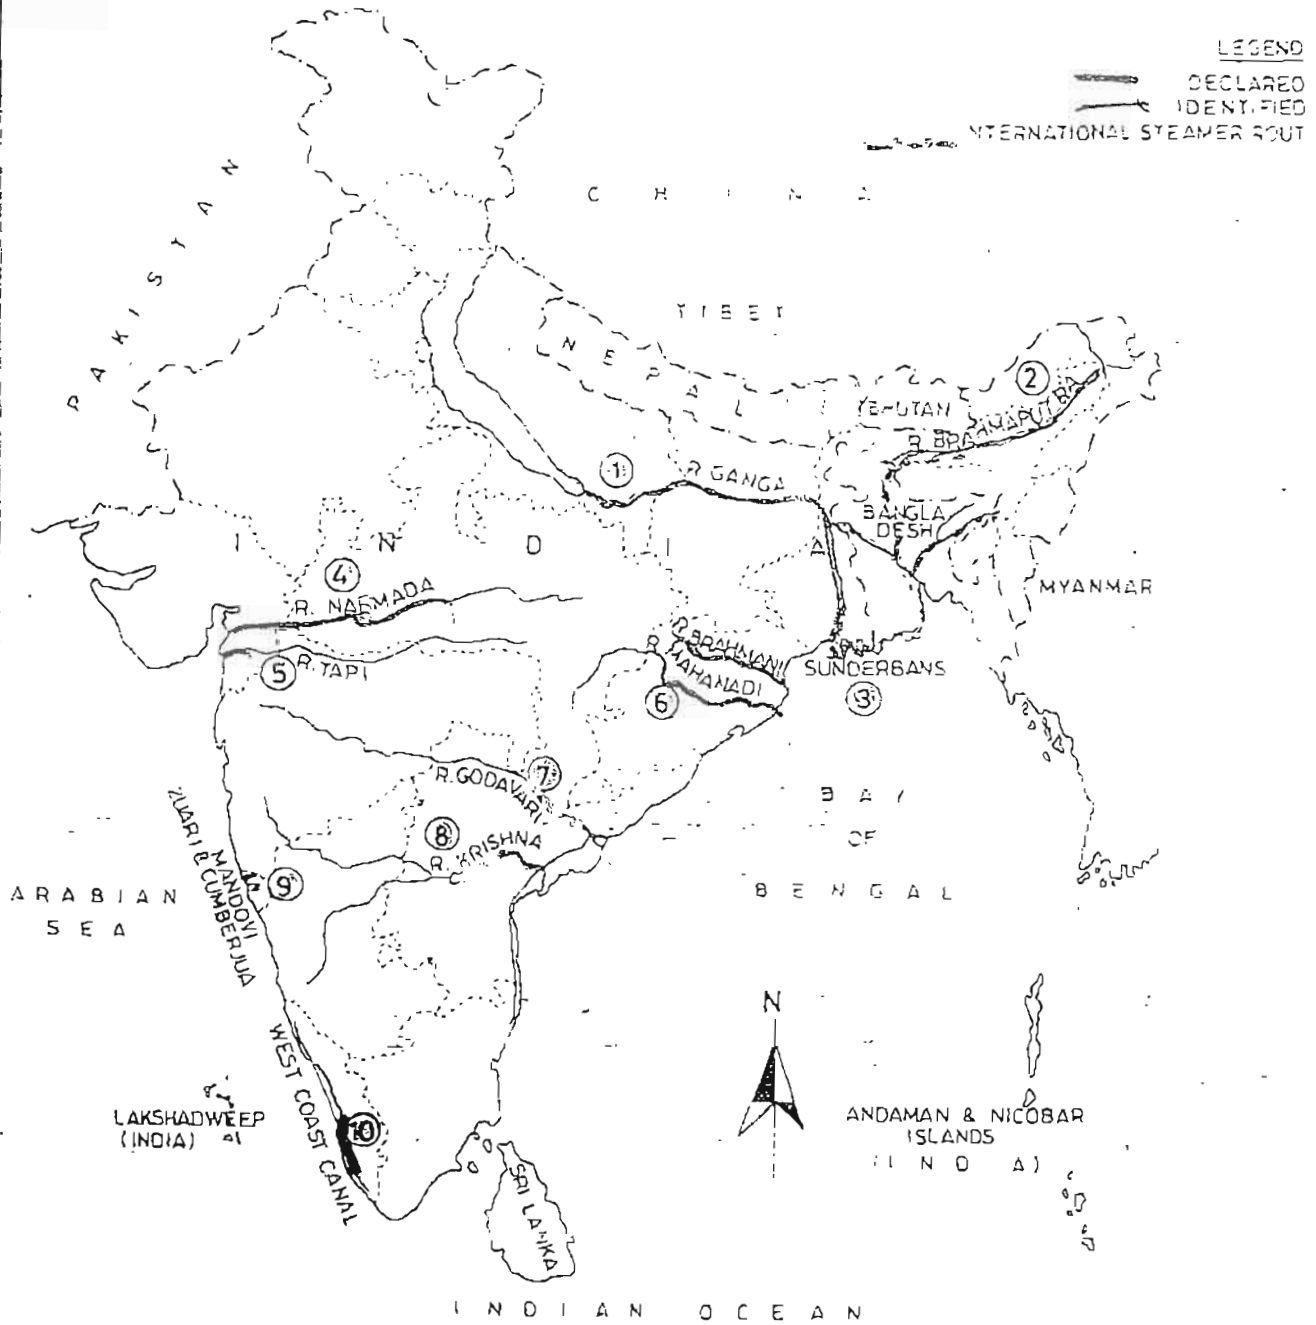 LEGEND
DECLARED
IDENTIFIED
INTERNATIONAL STEAMER ROUT
PAKISTAN
CHINA
TIBET
NEPAL
BHUTAN
2
R. BRAHMAPUTRA
1
R GANGA
BANGLA
DESH
INDIA
MYANMAR
4
R. NARMADA
5
R. TAPI
R. BRAHMANI
R. MAHANADI
6
SUNDERBANS
3
7
R. GODAVARI
8
R. KRISHNA
BAY
OF
BENGAL
ZUARI & CUMBERJUA
MANDOVI
9
ARABIAN
SEA
N
WEST COAST CANAL
10
LAKSHADWEEP
(INDIA)
ANDAMAN & NICOBAR
ISLANDS
(IND A)
SRI LANKA
INDIAN OCEAN